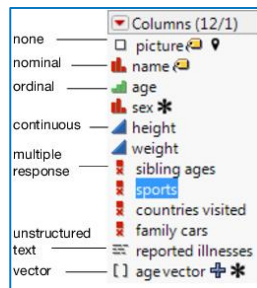 Columns (12/1)
none
picture
nominal
name
ordinal
age
sex
continuous
height
weight
multiple
response
sibling ages
sports
countries visited
family cars
unstructured
text
reported illnesses
vector
age vector